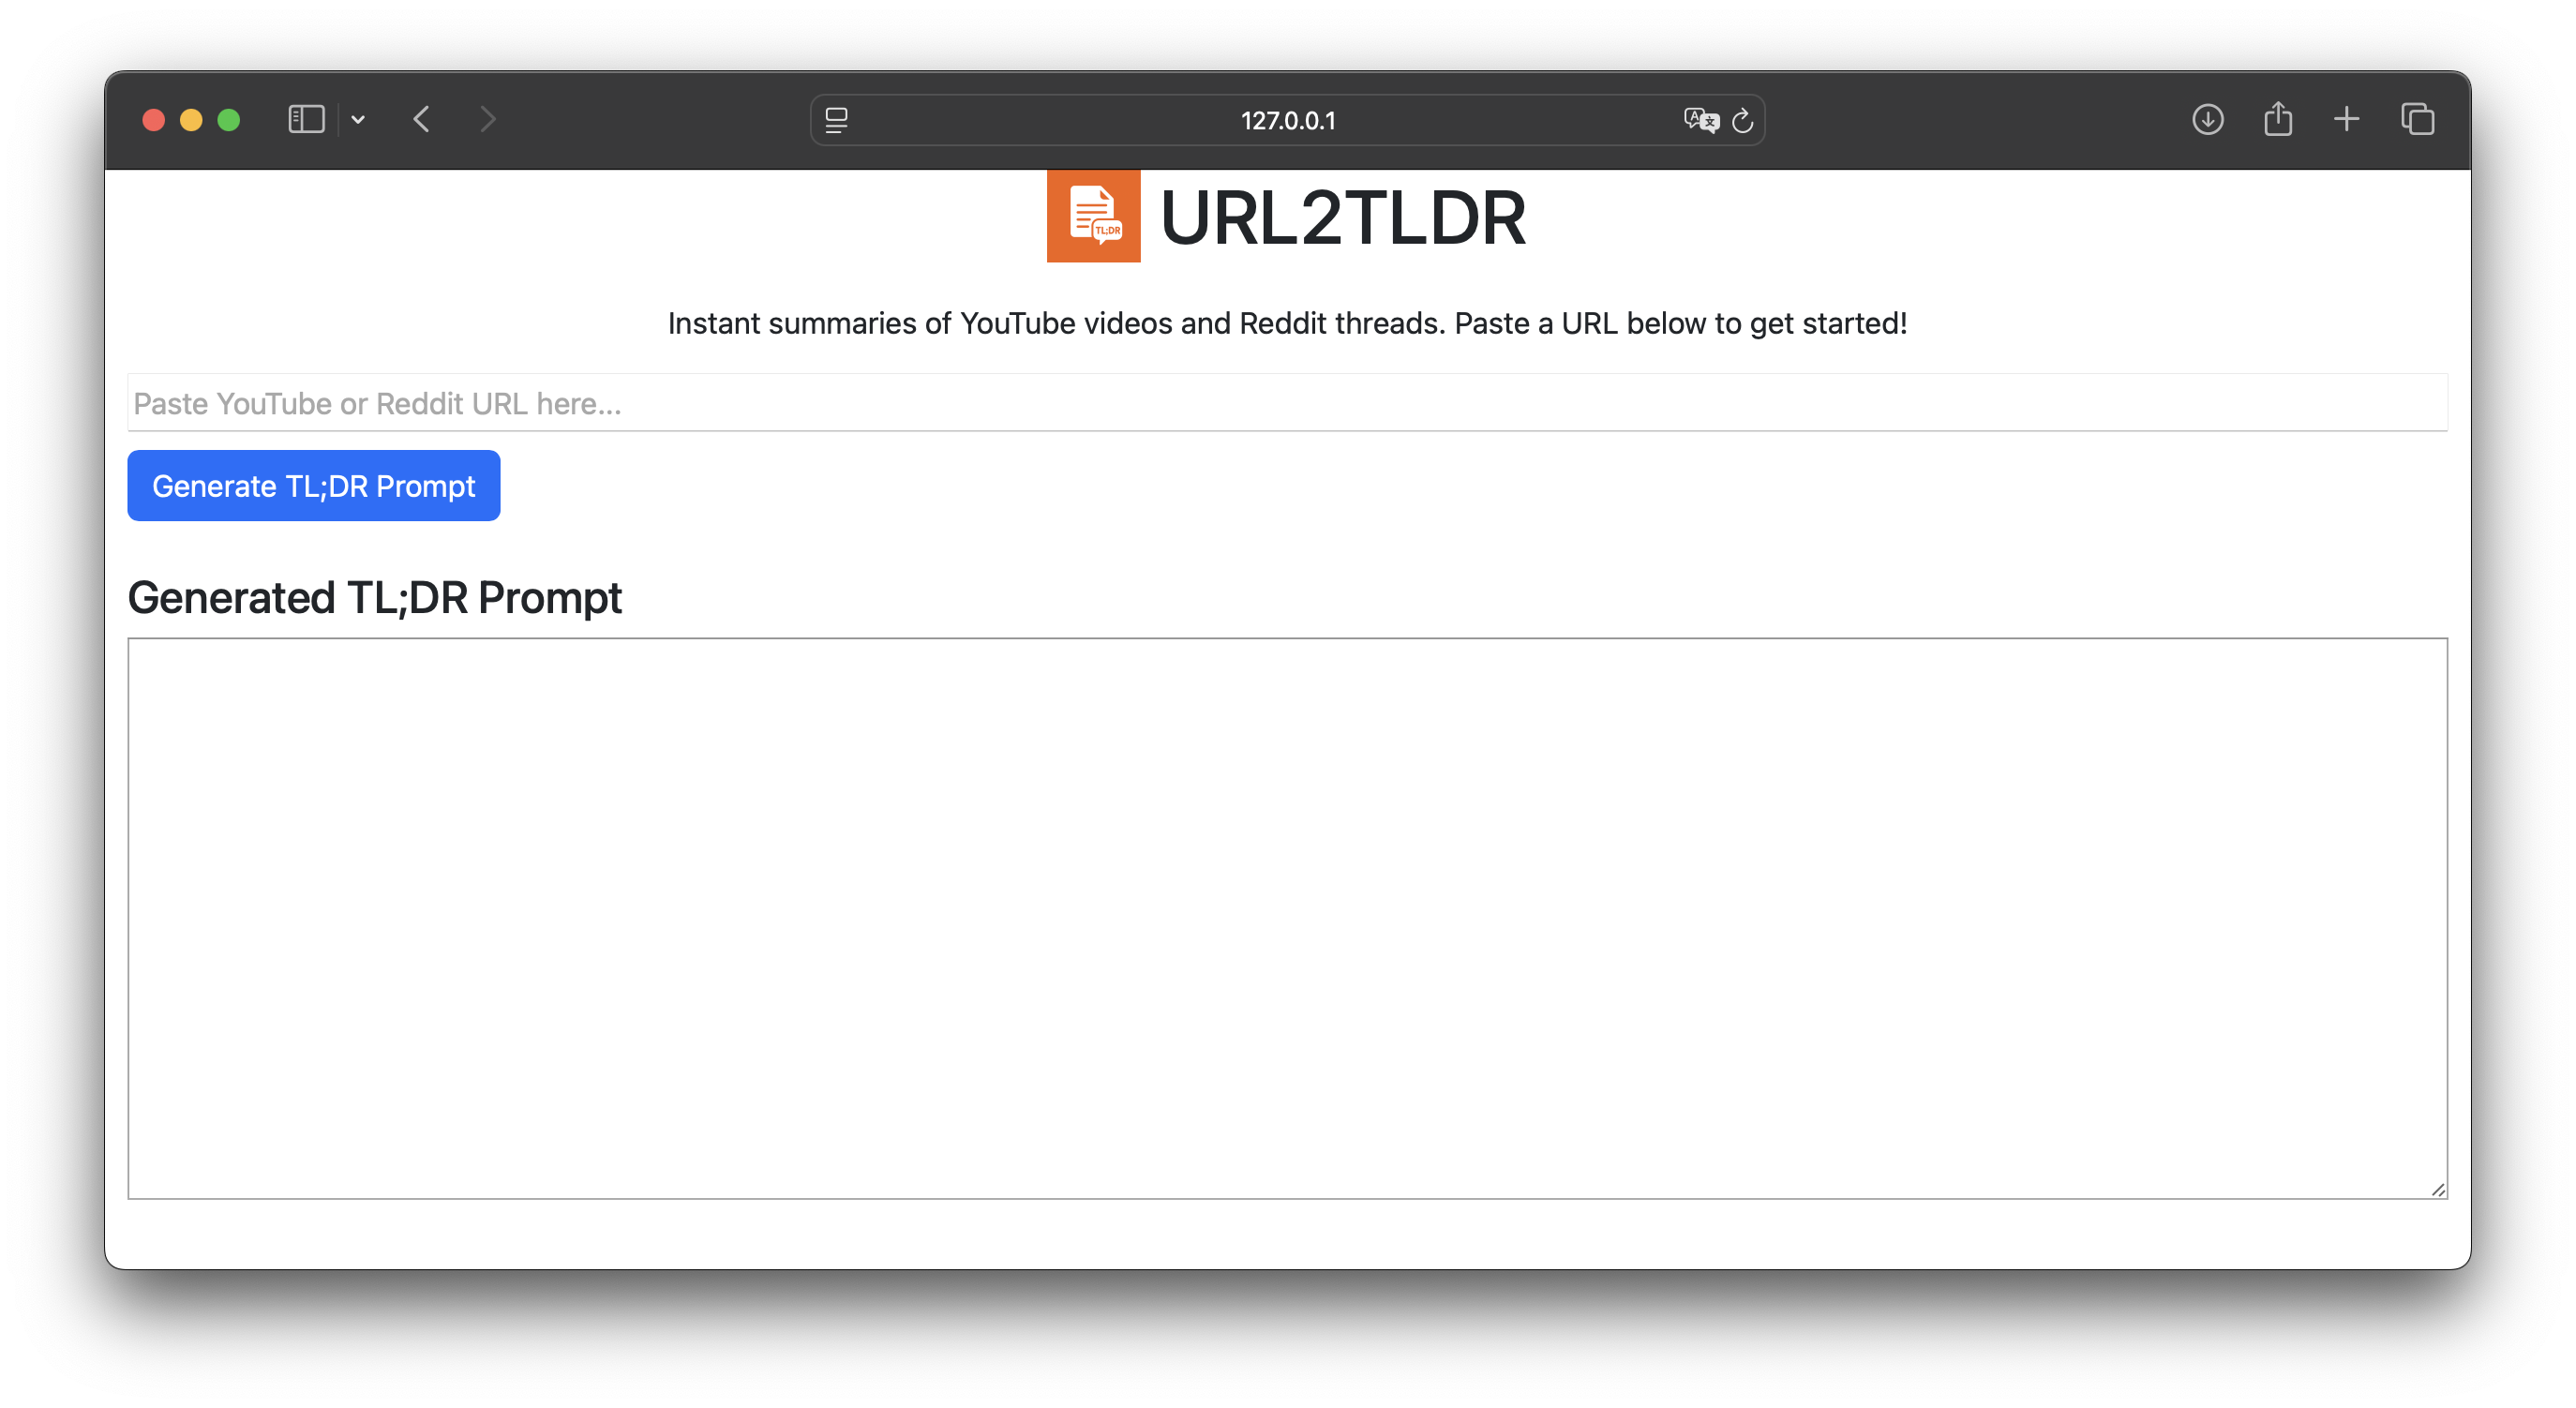 127.0.0.1
TL;DR
URL2TLDR
Instant summaries of YouTube videos and Reddit threads. Paste a URL below to get started!
Paste YouTube or Reddit URL here...
Generate TL;DR Prompt
Generated TL;DR Prompt